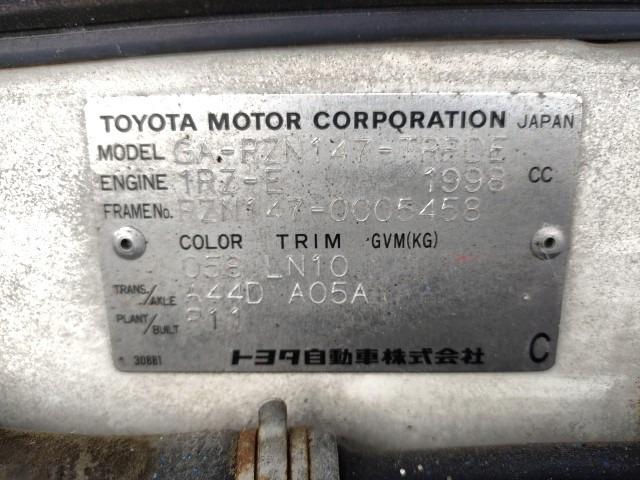 TOYOTA MOTOR CORPORATION JAPAN
MODEL GA-RZN147-TRPDE
ENGINE 1RZ-E 1998 CC
FRAME No. RZN147-0005458
COLOR TRIM GVM(KG)
058 LN10
TRANS./AXLE A44D A05A
PLANT/BUILT P11
30881
トヨタ自動車株式会社 C